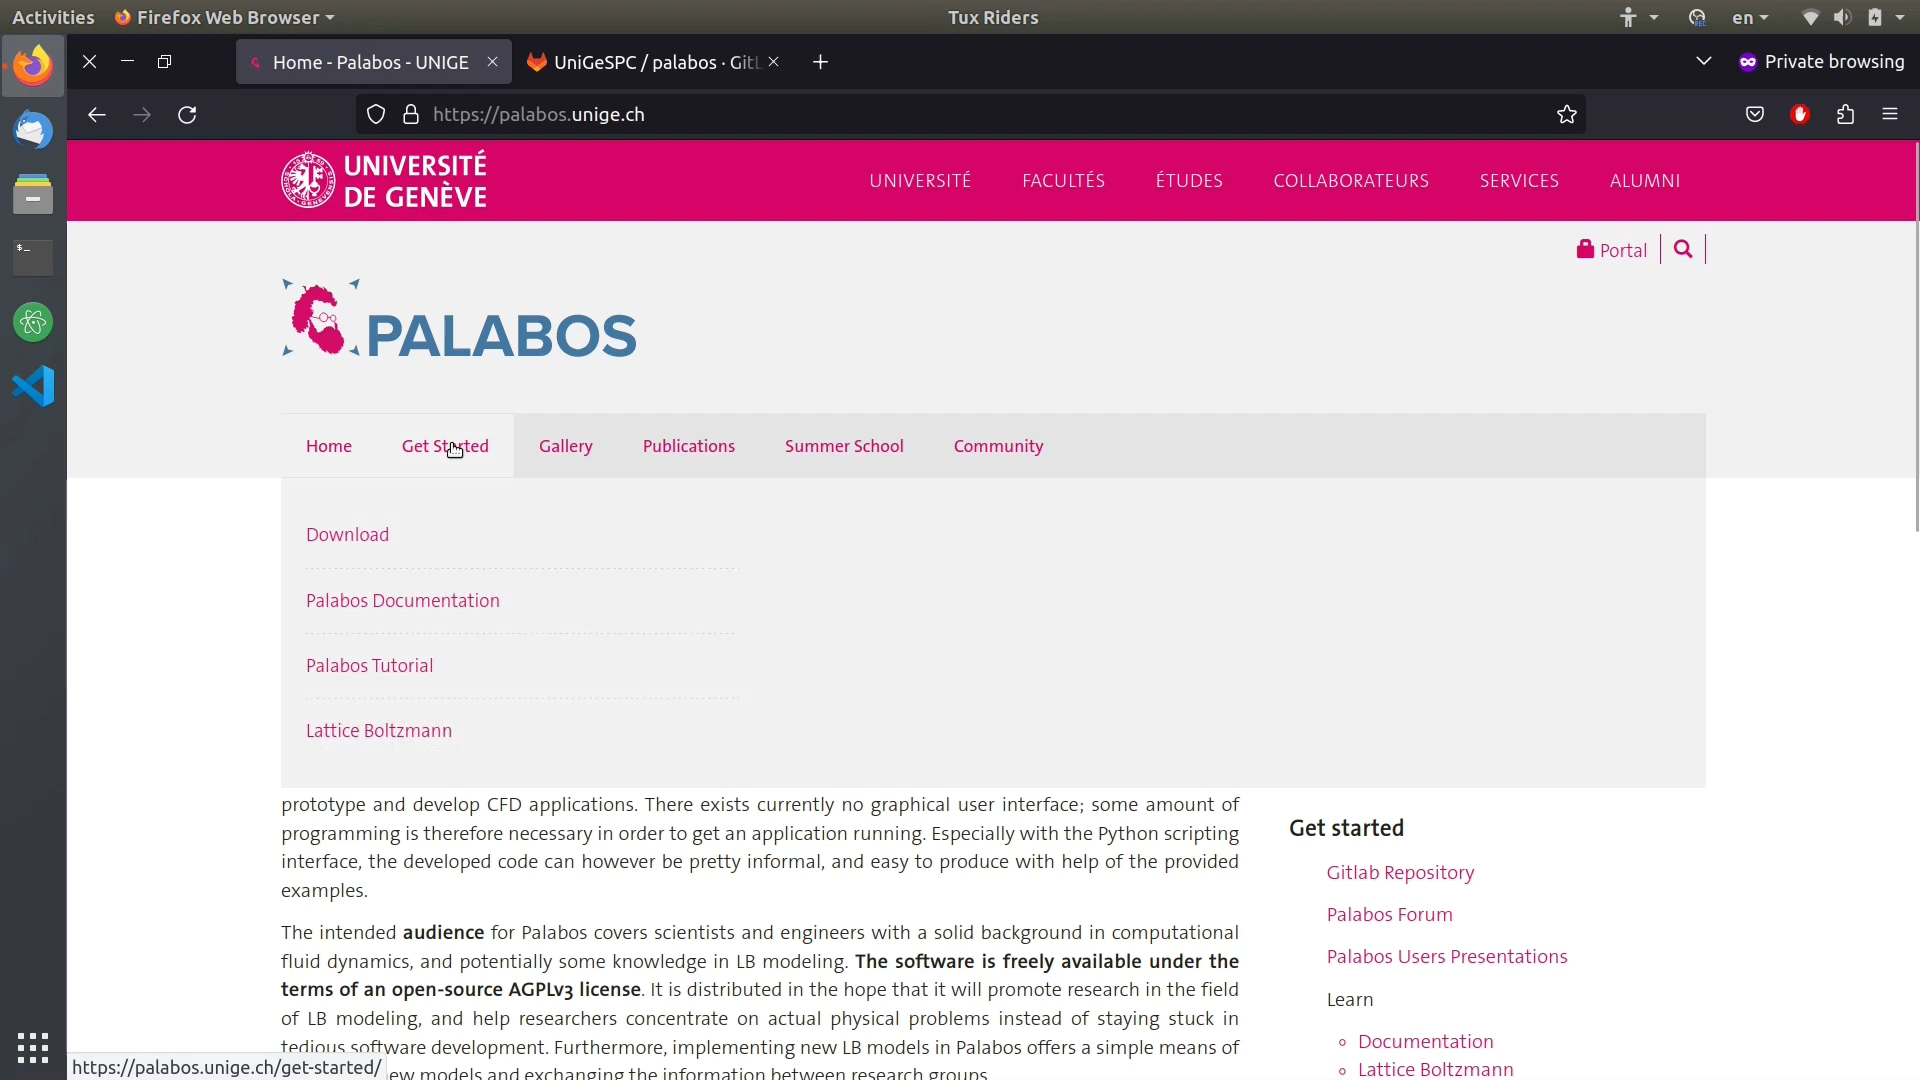 Activities Firefox Web Browser Tux Riders en
Home - Palabos - UNIGE UniGeSPC / palabos · Git Private browsing
https://palabos.unige.ch
UNIVERSITÉ
DE GENÈVE
UNIVERSITÉ FACULTÉS ÉTUDES COLLABORATEURS SERVICES ALUMNI
Portal
PALABOS
Home Get Started Gallery Publications Summer School Community
Download
Palabos Documentation
Palabos Tutorial
Lattice Boltzmann
prototype and develop CFD applications. There exists currently no graphical user interface; some amount of
programming is therefore necessary in order to get an application running. Especially with the Python scripting
interface, the developed code can however be pretty informal, and easy to produce with help of the provided
examples.
The intended audience for Palabos covers scientists and engineers with a solid background in computational
fluid dynamics, and potentially some knowledge in LB modeling. The software is freely available under the
terms of an open-source AGPLv3 license. It is distributed in the hope that it will promote research in the field
of LB modeling, and help researchers concentrate on actual physical problems instead of staying stuck in
tedious software development. Furthermore, implementing new LB models in Palabos offers a simple means of
ew models and exchanging the information between research groups.
Get started
Gitlab Repository
Palabos Forum
Palabos Users Presentations
Learn
Documentation
Lattice Boltzmann
https://palabos.unige.ch/get-started/